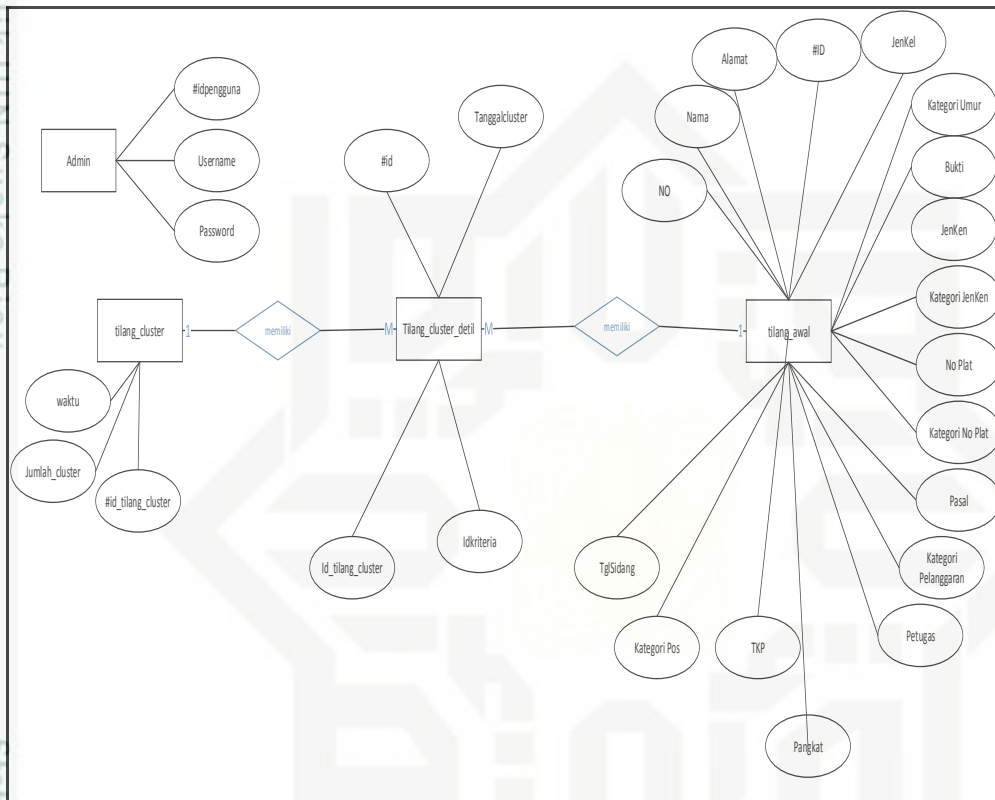 Alamat
#ID
JenKel
#idpengguna
Kategori Umur
Nama
Tanggalcluster
Admin
Username
#id
Bukti
NO
Password
JenKen
Kategori JenKen
tilang_cluster
1
memiliki
M
Tilang_cluster_detil
M
memiliki
1
tilang_awal
No Plat
waktu
Kategori No Plat
Jumlah_cluster
#id_tilang_cluster
Pasal
Idkriteria
Id_tilang_cluster
TglSidang
Kategori
Pelanggaran
Petugas
Kategori Pos
TKP
Pangkat